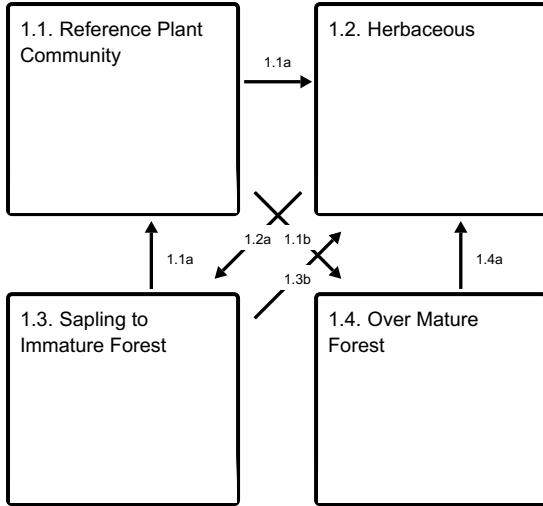 1.1. Reference Plant
Community
1.2. Herbaceous
1.1a
1.2a
1.1b
1.1a
1.3b
1.4a
1.3. Sapling to
Immature Forest
1.4. Over Mature
Forest